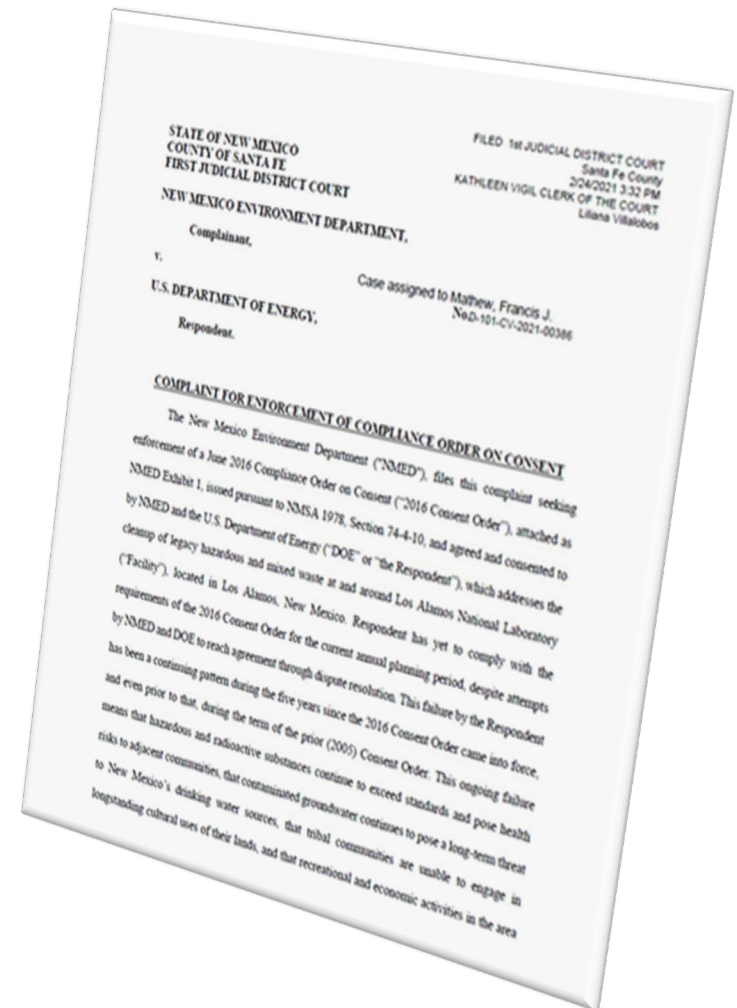 STATE OF NEW MEXICO
COUNTY OF SANTA FE
FIRST JUDICIAL DISTRICT COURT
FILED 1st JUDICIAL DISTRICT COURT
Santa Fe County
2/24/2021 3:32 PM
KATHLEEN VIGIL CLERK OF THE COURT
Liliana Villalobos
NEW MEXICO ENVIRONMENT DEPARTMENT,
Complainant,
v.
Case assigned to Mathew, Francis J.
No.D-101-CV-2021-00386
U.S. DEPARTMENT OF ENERGY,
Respondent.
COMPLAINT FOR ENFORCEMENT OF COMPLIANCE ORDER ON CONSENT
The New Mexico Environment Department ("NMED"), files this complaint seeking
enforcement of a June 2016 Compliance Order on Consent ("2016 Consent Order"), attached as
NMED Exhibit 1, issued pursuant to NMSA 1978, Section 74-4-10, and agreed and consented to
by NMED and the U.S. Department of Energy ("DOE" or "the Respondent"), which addresses the
cleanup of legacy hazardous and mixed waste at and around Los Alamos National Laboratory
("Facility"), located in Los Alamos, New Mexico. Respondent has yet to comply with the
requirements of the 2016 Consent Order for the current annual planning period, despite attempts
by NMED and DOE to reach agreement through dispute resolution. This failure by the Respondent
has been a continuing pattern during the five years since the 2016 Consent Order came into force,
and even prior to that, during the term of the prior (2005) Consent Order. This ongoing failure
means that hazardous and radioactive substances continue to exceed standards and pose health
risks to adjacent communities, that contaminated groundwater continues to pose a long-term threat
to New Mexico's drinking water sources, that tribal communities are unable to engage in
longstanding cultural uses of their lands, and that recreational and economic activities in the area